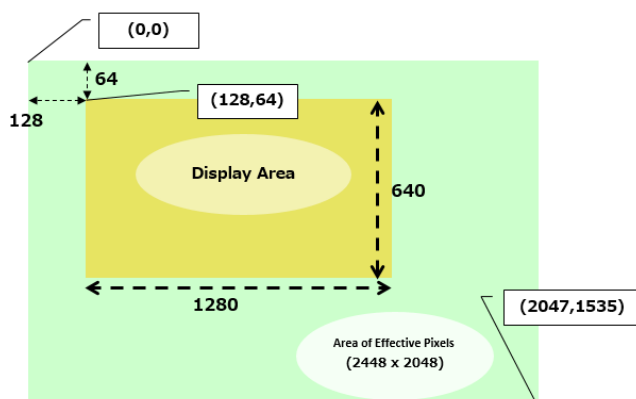 (0,0)
64
(128,64)
128
Display Area
640
1280
(2047,1535)
Area of Effective Pixels
(2448 x 2048)